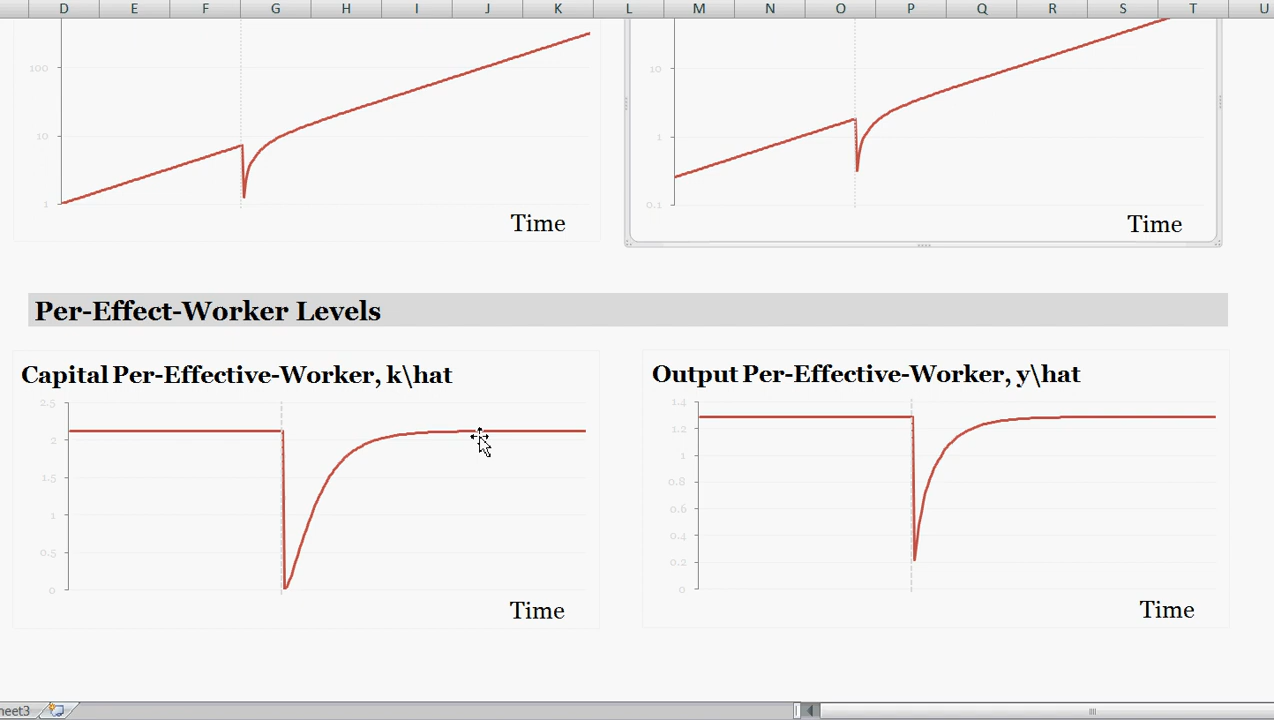 D E F G H I J K L M N O P Q R S T U
100
10
1
Time
10
1
0.1
Time
Per-Effect-Worker Levels
Capital Per-Effective-Worker, k\hat
2.5
2
1.5
1
0.5
0
Time
Output Per-Effective-Worker, y\hat
1.4
1.2
1
0.8
0.6
0.4
0.2
0
Time
heet3